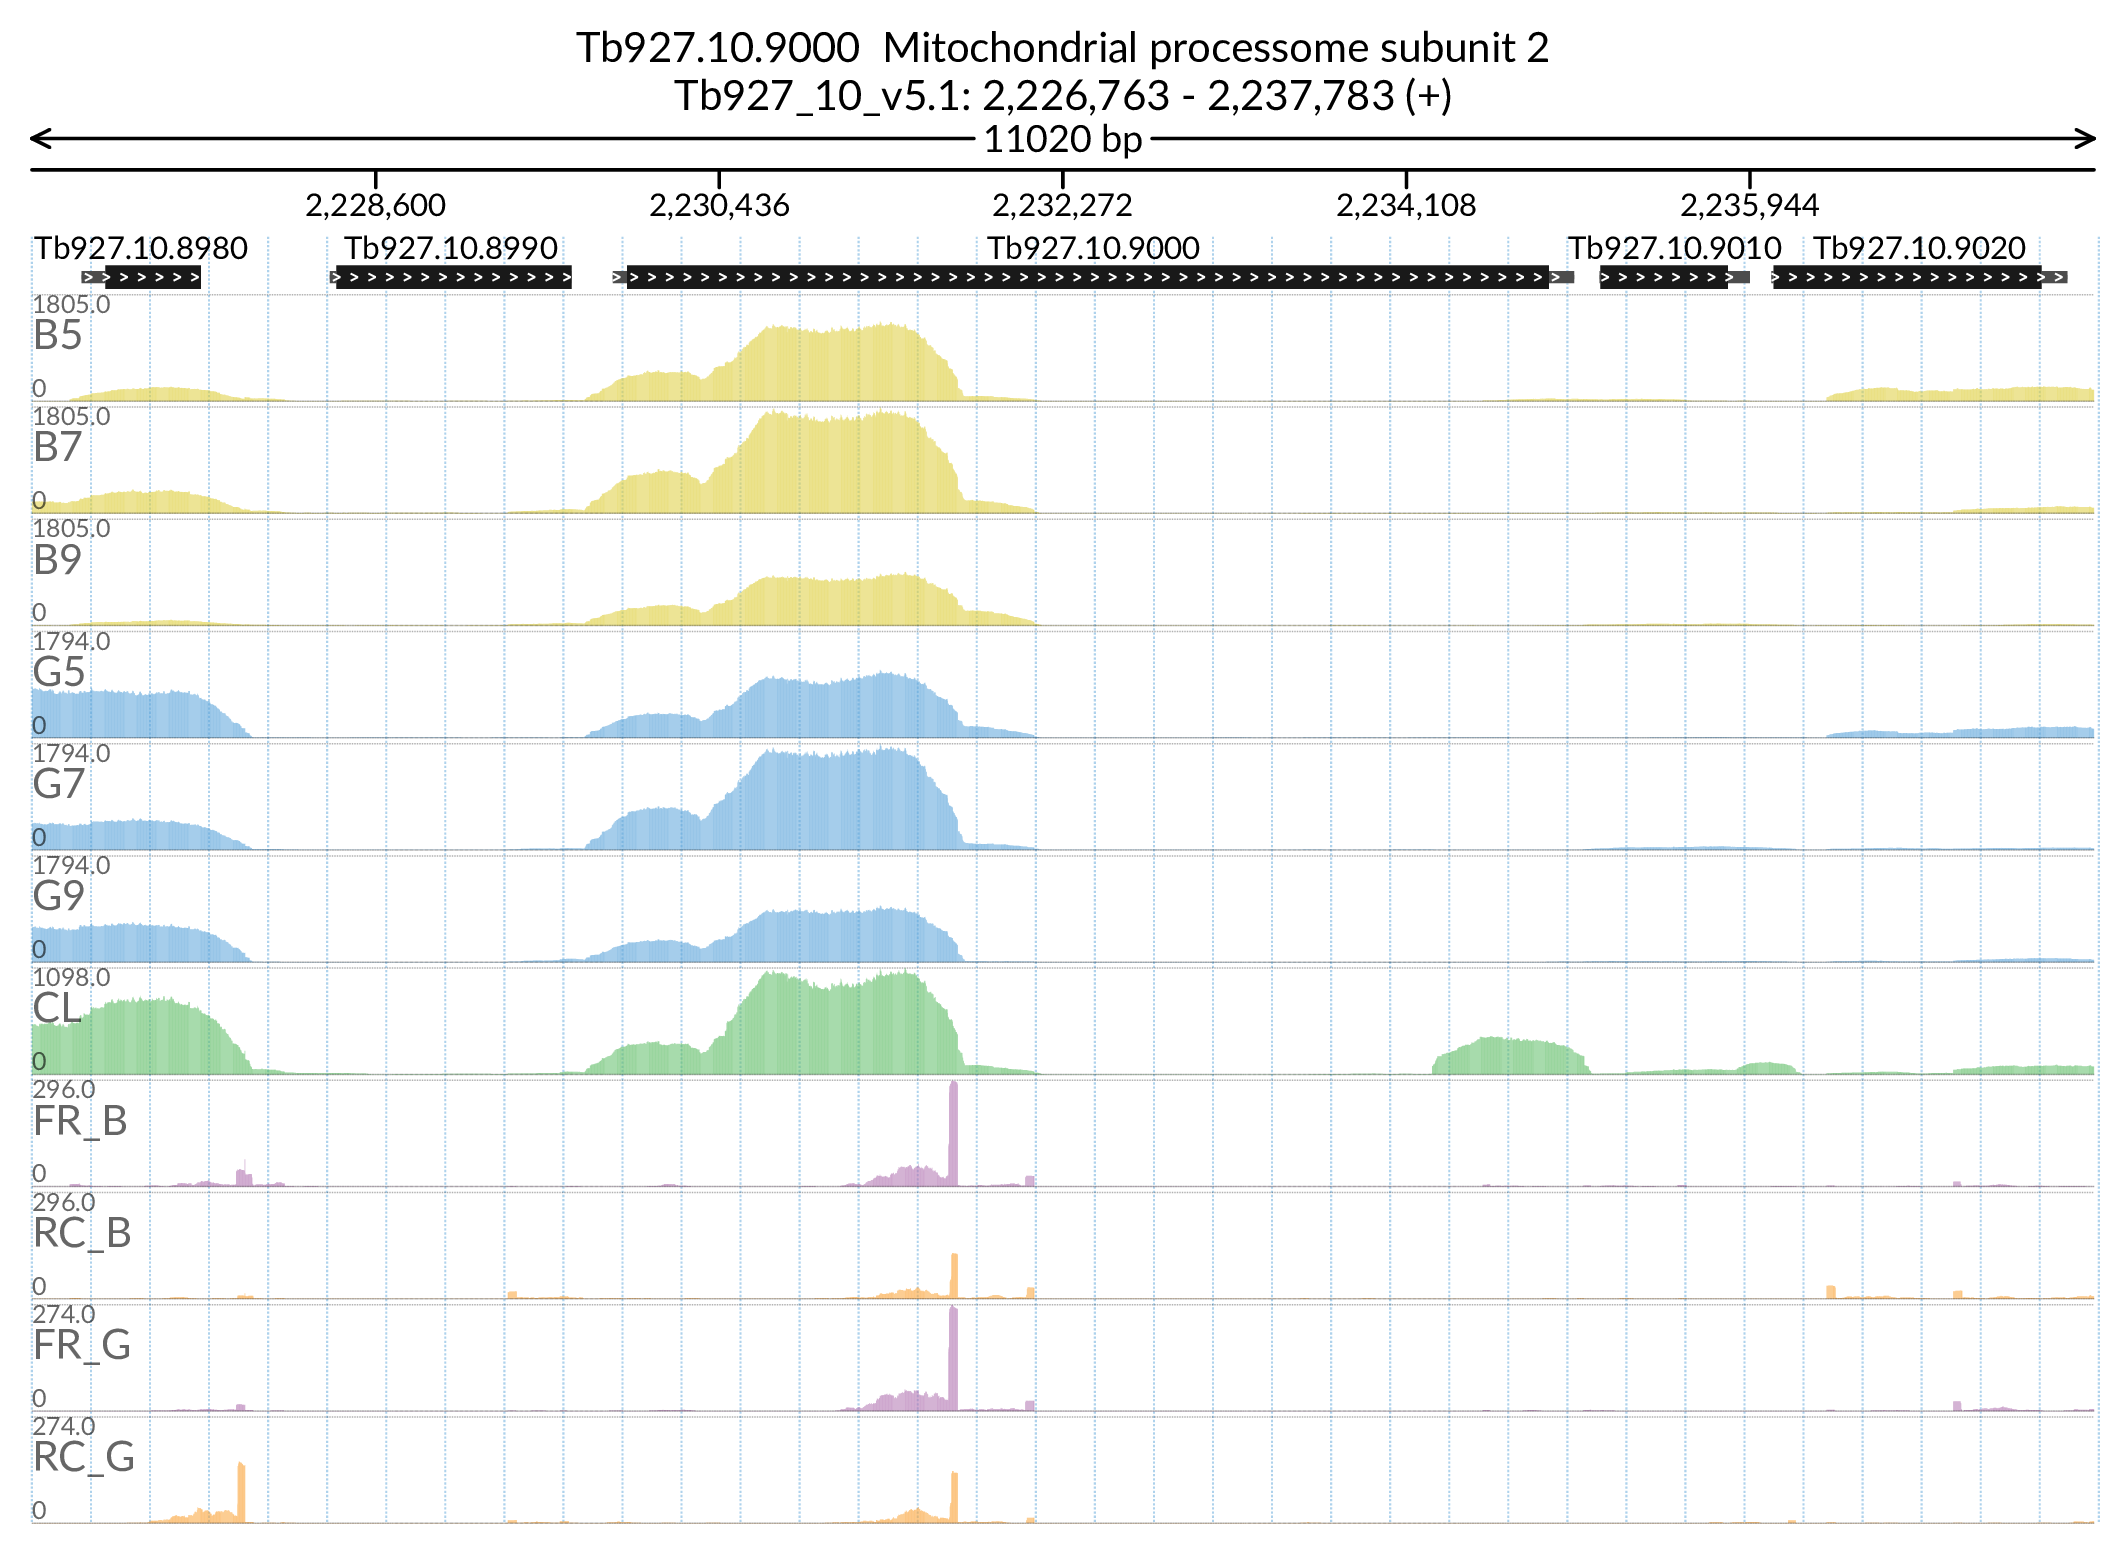 Tb927.10.9000  Mitochondrial processome subunit 2
Tb927_10_v5.1: 2,226,763 - 2,237,783 (+)
11020 bp
2,228,600 2,230,436 2,232,272 2,234,108 2,235,944
Tb927.10.8980 Tb927.10.8990 Tb927.10.9000 Tb927.10.9010 Tb927.10.9020
1805.0
B5
0
1805.0
B7
0
1805.0
B9
0
1794.0
G5
0
1794.0
G7
0
1794.0
G9
0
1098.0
CL
0
296.0
FR_B
0
296.0
RC_B
0
274.0
FR_G
0
274.0
RC_G
0